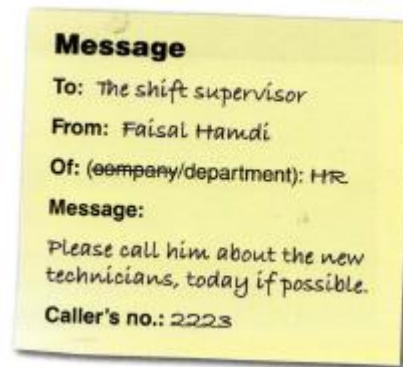 Message
To: The shift supervisor
From: Faisal Hamdi
Of: (company/department): HR
Message:
Please call him about the new
technicians, today if possible.
Caller's no.: 2223